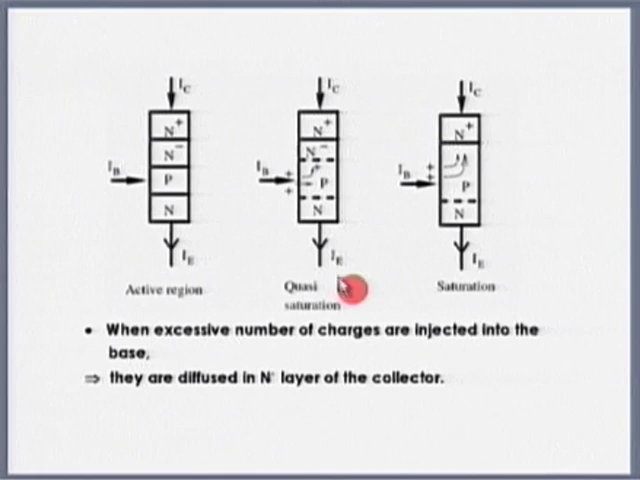 I_C I_C I_C
N⁺ N⁺ N⁺
N⁻ N⁻
I_B P I_B P I_B P
N N N
I_E I_E I_E
Active region Quasi saturation Saturation
• When excessive number of charges are injected into the
base,
⇒ they are diffused in N⁻ layer of the collector.